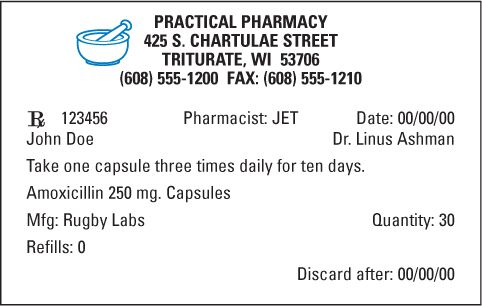 PRACTICAL PHARMACY
425 S. CHARTULAE STREET
TRITURATE, WI 53706
(608) 555-1200 FAX: (608) 555-1210
℞ 123456 Pharmacist: JET Date: 00/00/00
John Doe Dr. Linus Ashman
Take one capsule three times daily for ten days.
Amoxicillin 250 mg. Capsules
Mfg: Rugby Labs Quantity: 30
Refills: 0
Discard after: 00/00/00